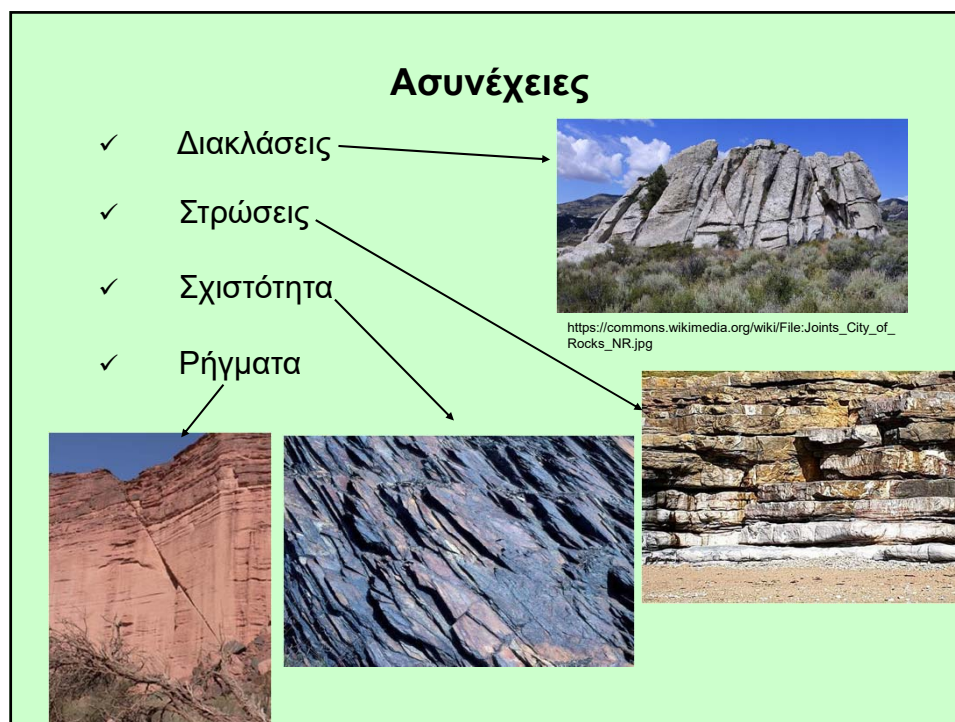 Ασυνέχειες
✓ Διακλάσεις
✓ Στρώσεις
✓ Σχιστότητα
✓ Ρήγματα
https://commons.wikimedia.org/wiki/File:Joints_City_of_
Rocks_NR.jpg